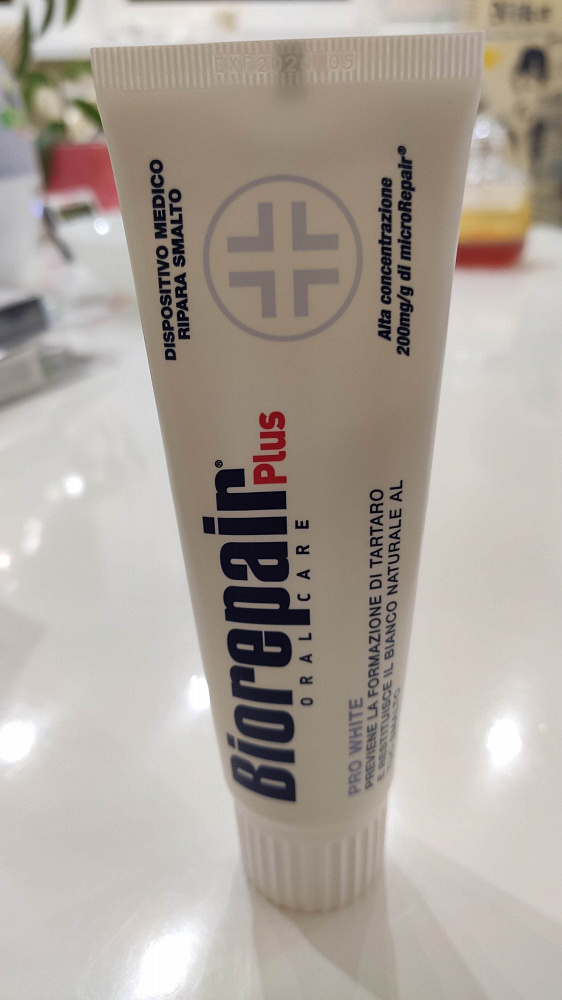 DISPOSITIVO MEDICO
RIPARA SMALTO
Alta concentrazione
200mg/g di microRepair®
Biorepair®
Plus
ORAL CARE
PRO WHITE
PREVIENE LA FORMAZIONE DI TARTARO
E RESTITUISCE IL BIANCO NATURALE AL
SMALTO